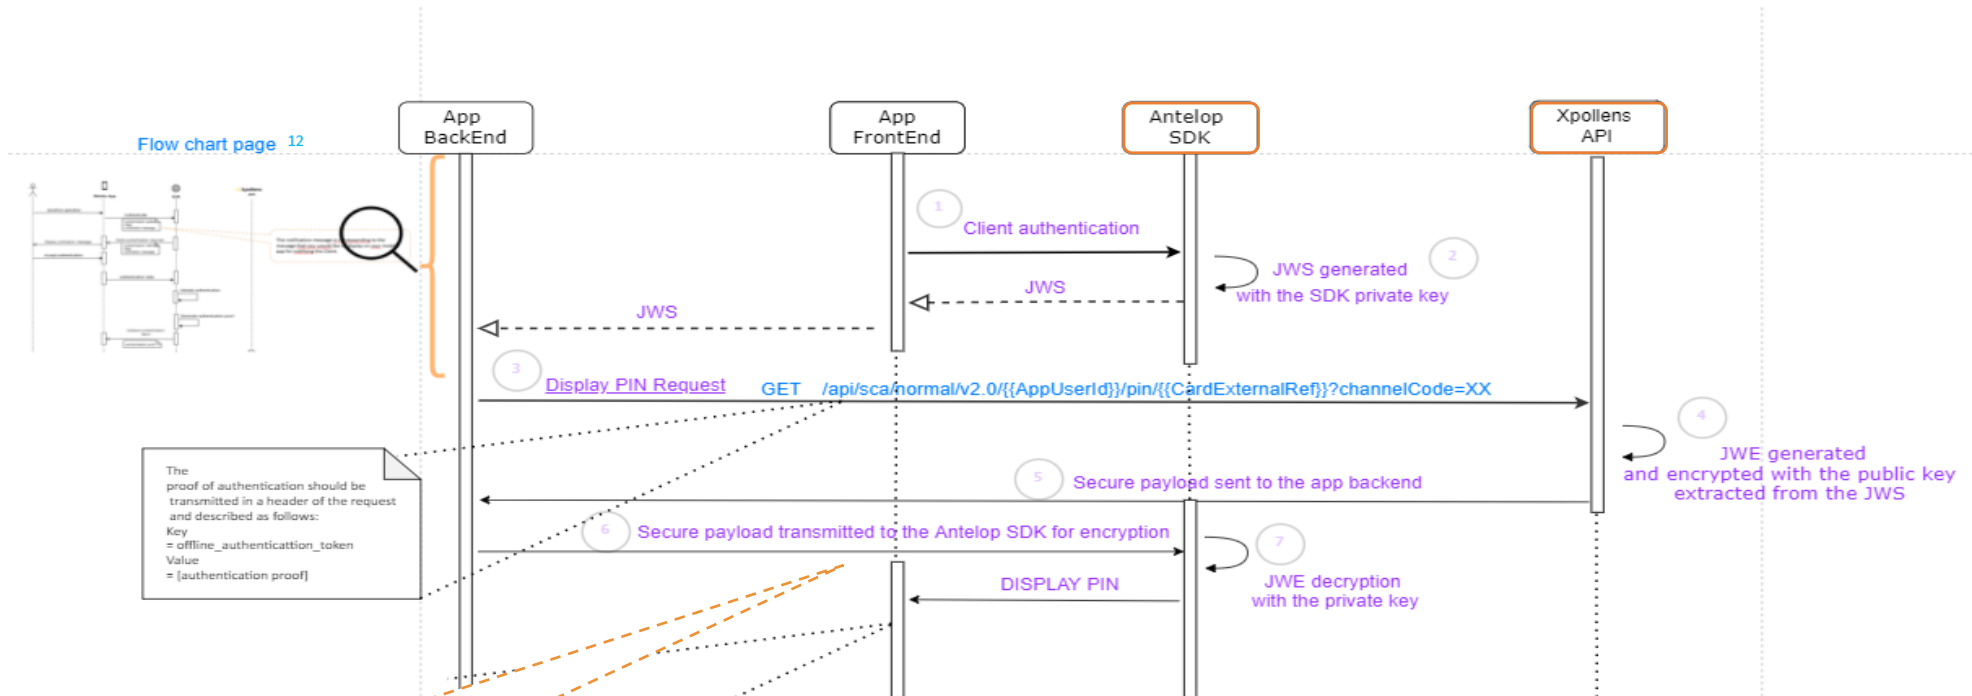 App
BackEnd
App
FrontEnd
Antelop
SDK
Xpollens
API
Flow chart page 12
1
Client authentication
2
JWS generated
with the SDK private key
JWS
JWS
3
Display PIN Request
GET /api/sca/normal/v2.0/{{AppUserId}}/pin/{{CardExternalRef}}?channelCode=XX
4
JWE generated
and encrypted with the public key
extracted from the JWS
The
proof of authentication should be
transmitted in a header of the request
and described as follows:
Key
= offline_authenticattion_token
Value
= [authentication proof]
5
Secure payload sent to the app backend
6
Secure payload transmitted to the Antelop SDK for encryption
7
JWE decryption
with the private key
DISPLAY PIN